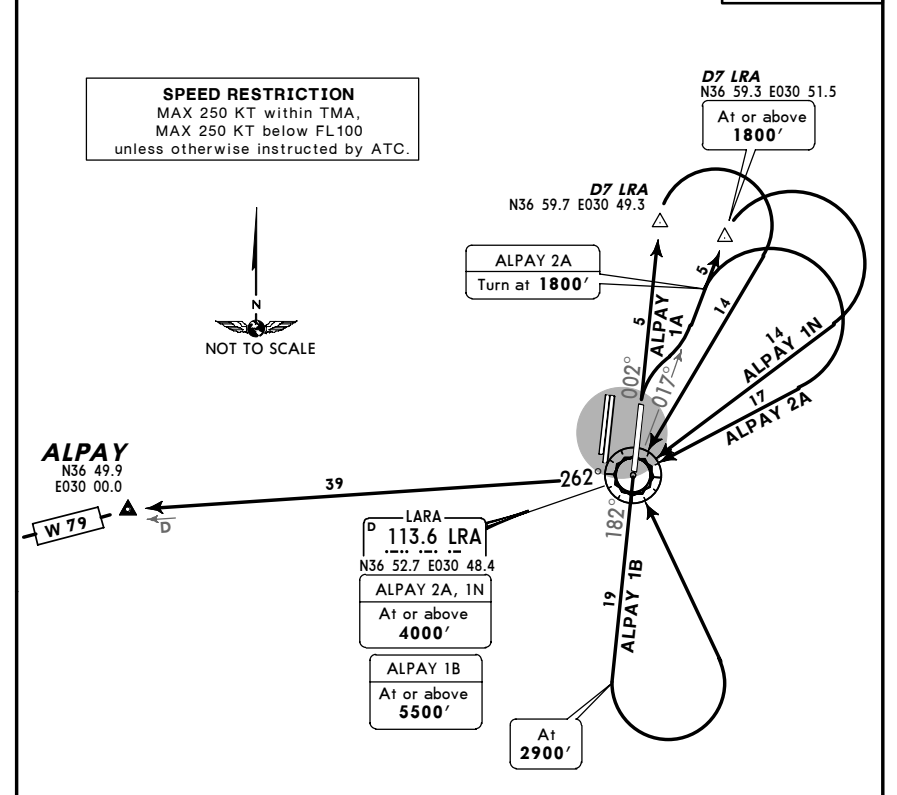 D7 LRA
N36 59.3 E030 51.5
At or above
1800'
SPEED RESTRICTION
MAX 250 KT within TMA,
MAX 250 KT below FL100
unless otherwise instructed by ATC.
D7 LRA
N36 59.7 E030 49.3
ALPAY 2A
Turn at 1800'
N
NOT TO SCALE
5
ALPAY
1A
5
14
14
ALPAY 1N
17
ALPAY 2A
002°
017°
ALPAY
N36 49.9
E030 00.0
W 79
D
39
262°
182°
LARA
D 113.6 LRA
N36 52.7 E030 48.4
ALPAY 2A, 1N
At or above
4000'
ALPAY 1B
At or above
5500'
19
ALPAY 1B
At
2900'